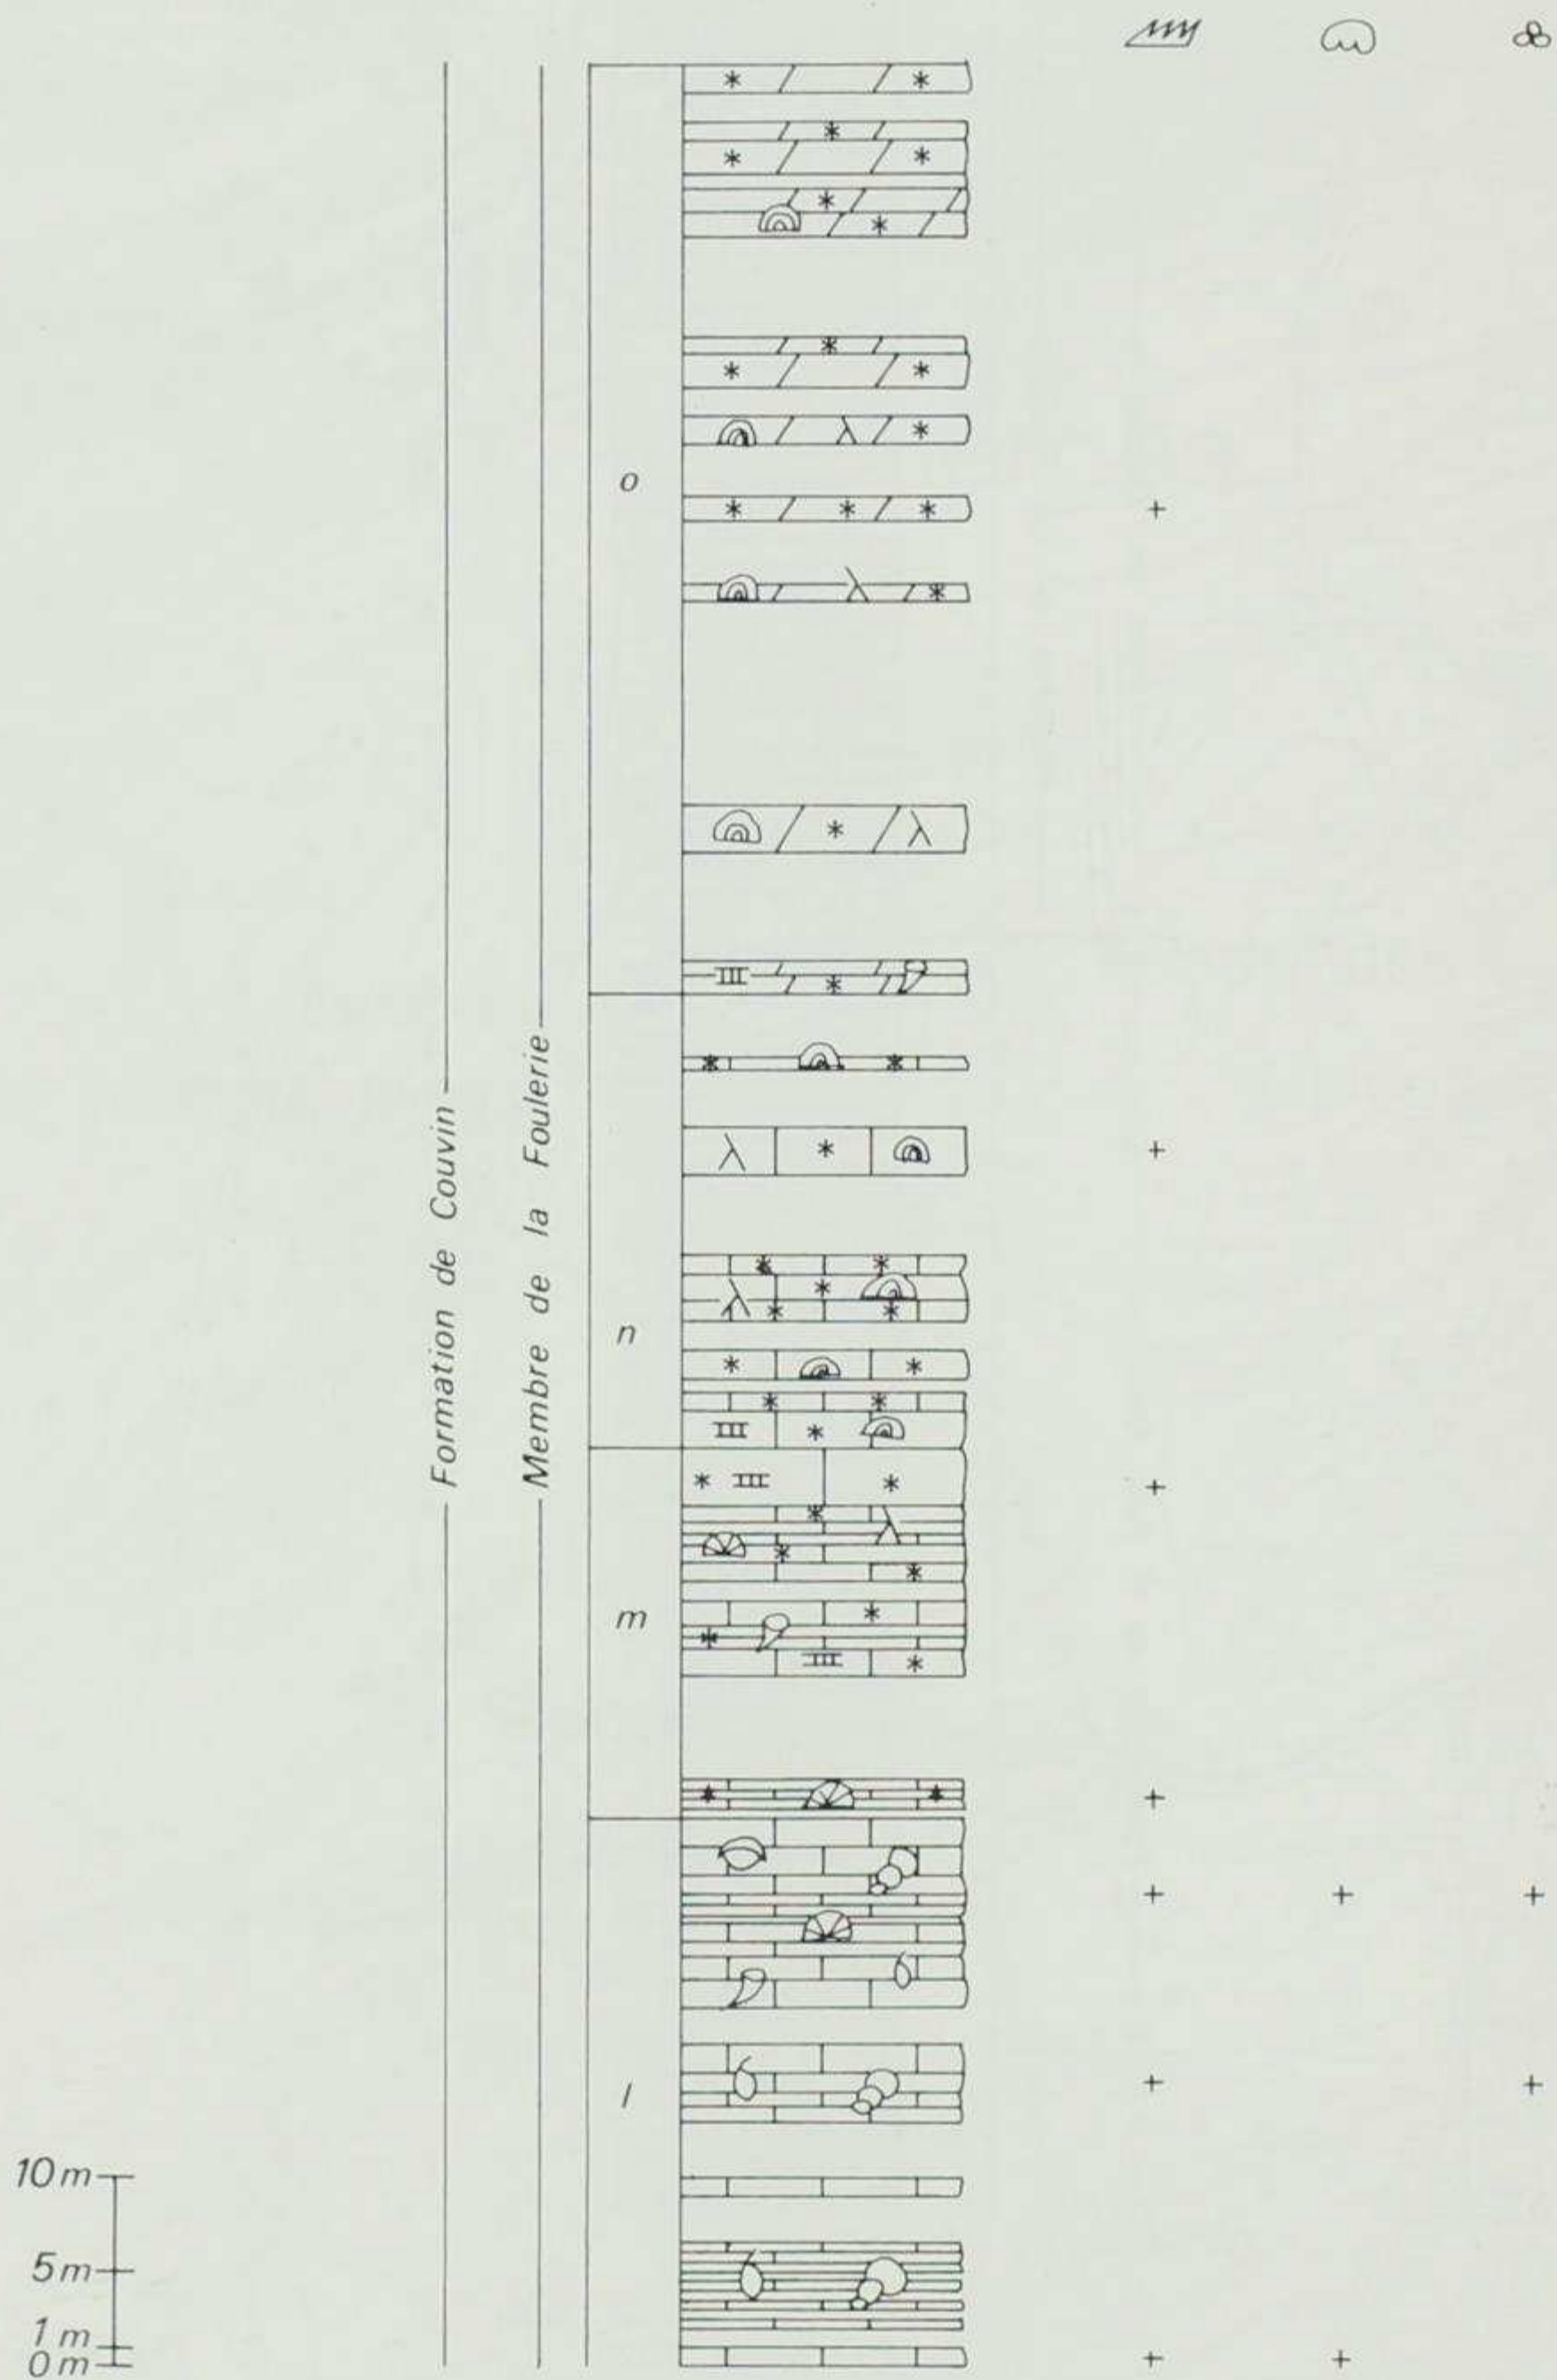 o
Formation de Couvin
Membre de la Foulerie
n
m
l
10 m
5 m
1 m
0 m